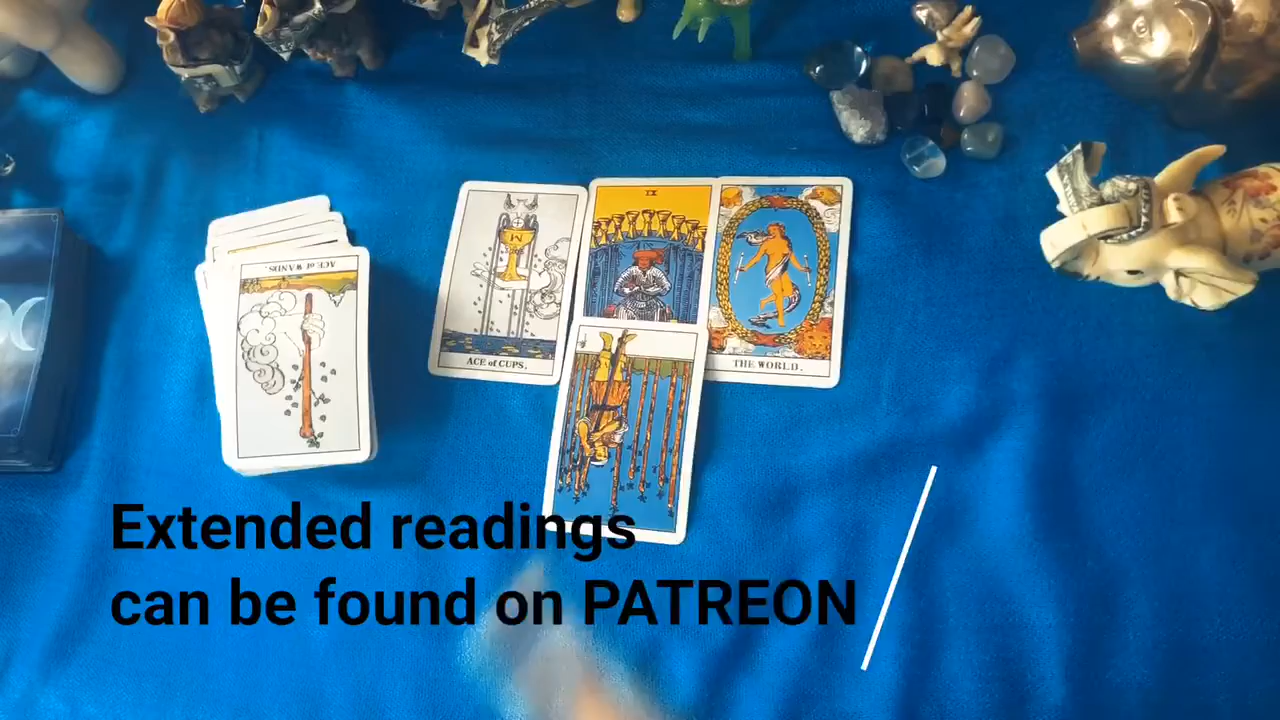 ACE of WANDS.
IX
ACE of CUPS.
THE WORLD.
Extended readings
can be found on PATREON